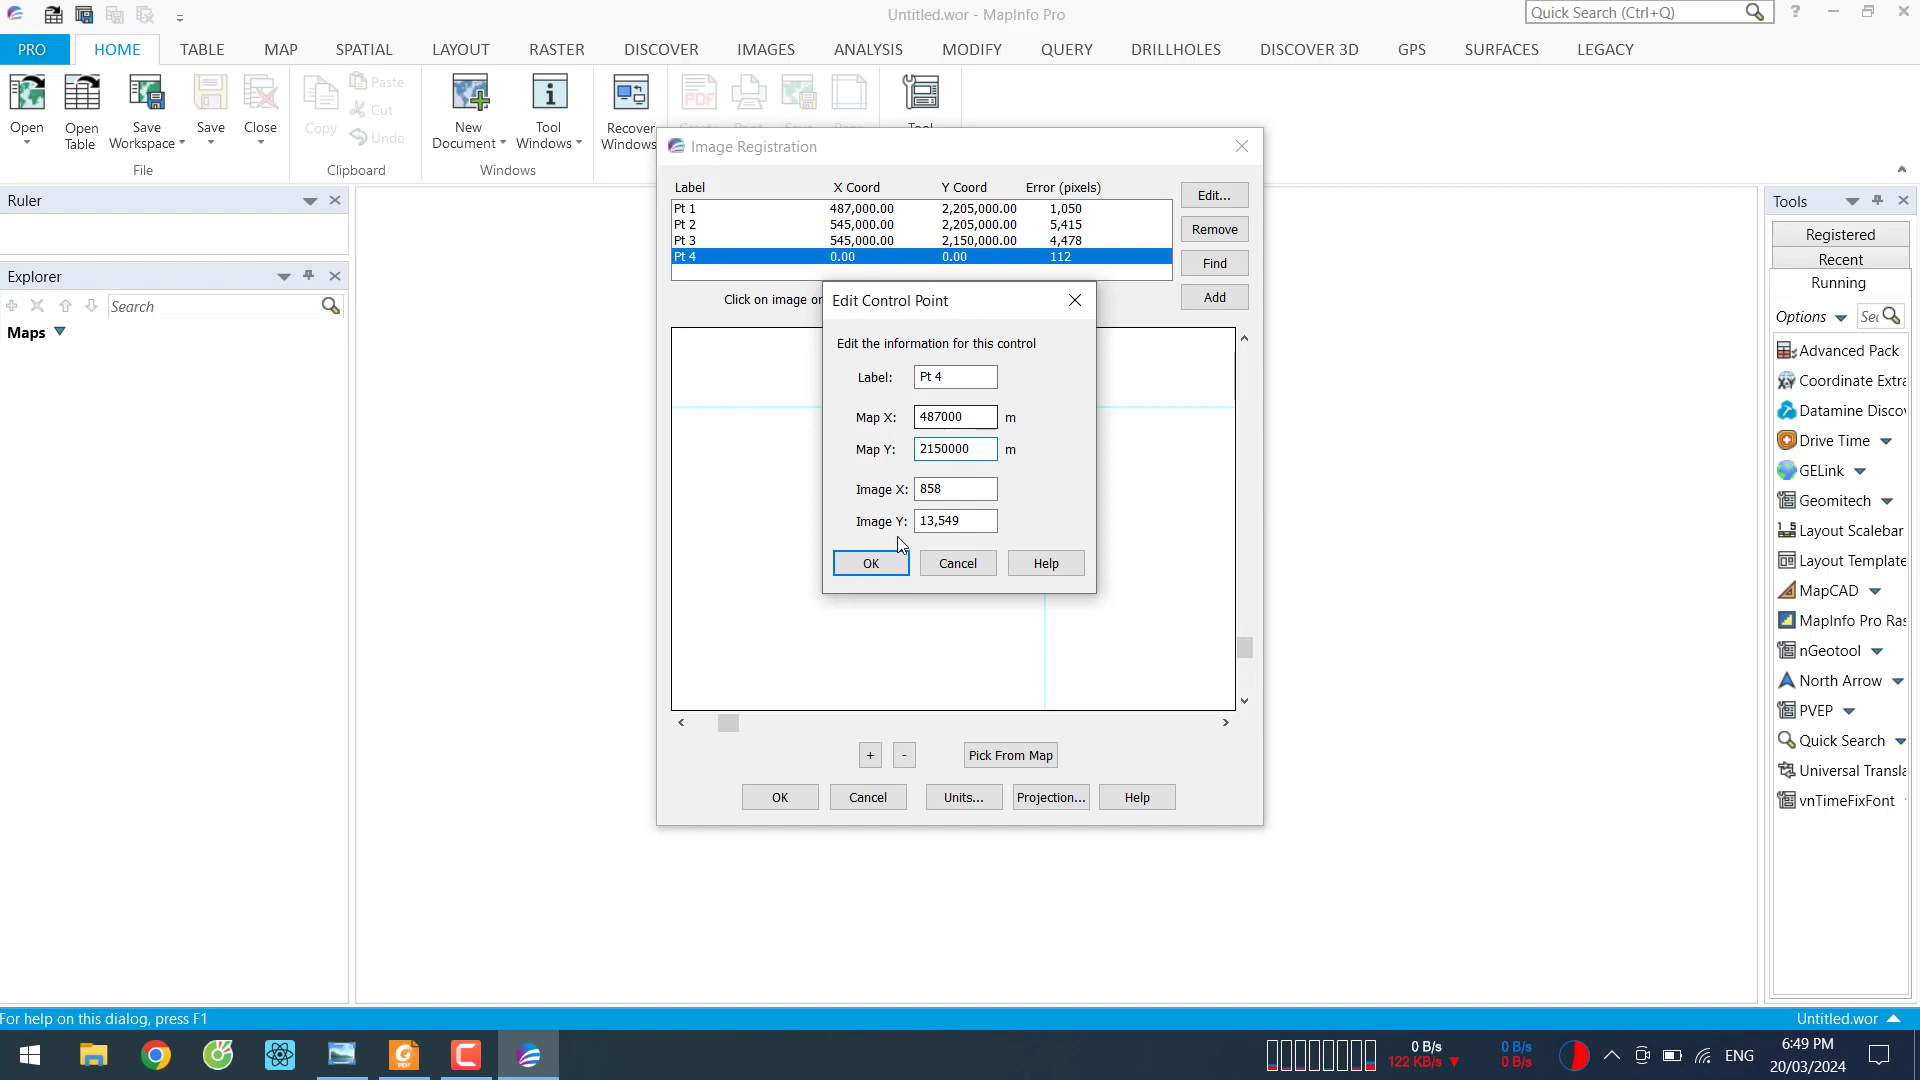 Untitled.wor - MapInfo Pro
Quick Search (Ctrl+Q)
PRO HOME TABLE MAP SPATIAL LAYOUT RASTER DISCOVER IMAGES ANALYSIS MODIFY QUERY DRILLHOLES DISCOVER 3D GPS SURFACES LEGACY
Open
Open Table
Save Workspace
Save
Close
File
Copy
Paste
Cut
Undo
Clipboard
New Document
Tool Windows
Windows
Recover Windows
PDF
Tool
Ruler
Explorer
Search
Maps
Image Registration
Label X Coord Y Coord Error (pixels)
Pt 1 487,000.00 2,205,000.00 1,050
Pt 2 545,000.00 2,205,000.00 5,415
Pt 3 545,000.00 2,150,000.00 4,478
Pt 4 0.00 0.00 112
Edit...
Remove
Find
Add
Click on image or
Edit Control Point
Edit the information for this control
Label: Pt 4
Map X: 487000 m
Map Y: 2150000 m
Image X: 858
Image Y: 13,549
OK Cancel Help
+ - Pick From Map
OK Cancel Units... Projection... Help
Tools
Registered
Recent
Running
Options
Advanced Pack
Coordinate Extra
Datamine Disco
Drive Time
GELink
Geomitech
Layout Scalebar
Layout Template
MapCAD
MapInfo Pro Ras
nGeotool
North Arrow
PVEP
Quick Search
Universal Transla
vnTimeFixFont
For help on this dialog, press F1
Untitled.wor
0 B/s
122 KB/s
0 B/s
0 B/s
ENG
6:49 PM
20/03/2024